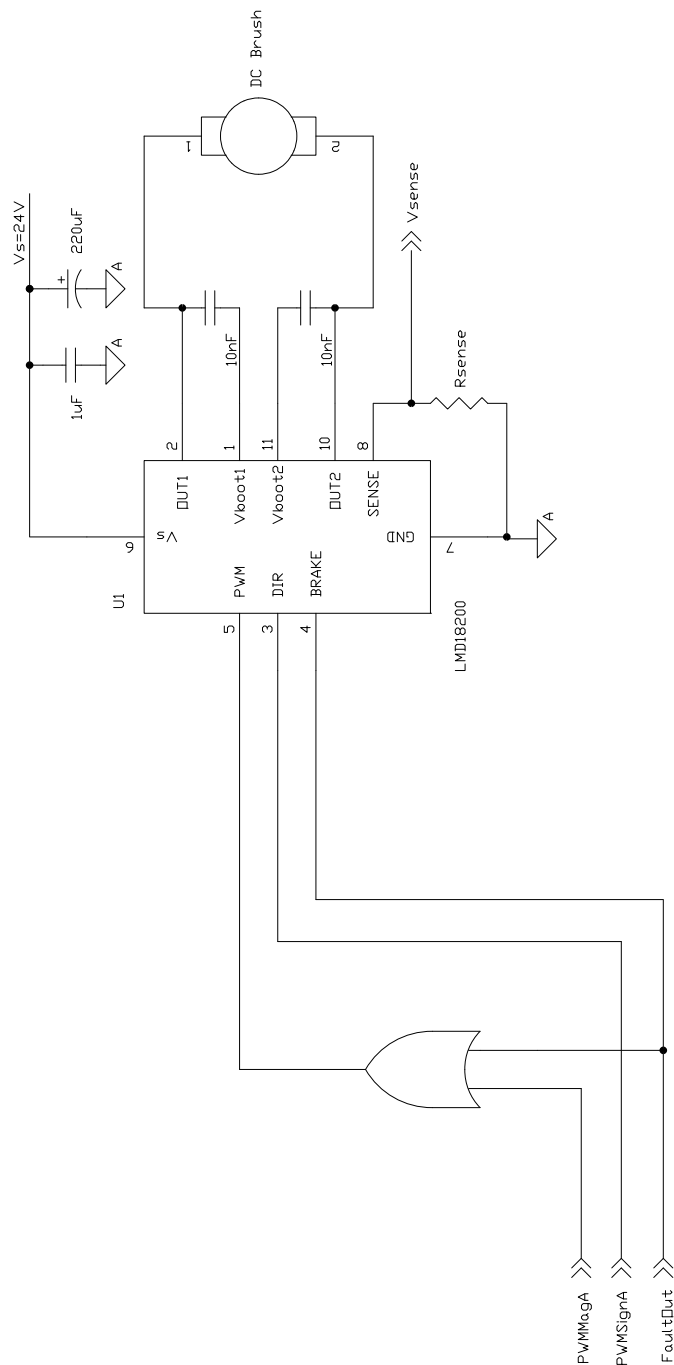 DC Brush
1
2
Vs=24V
220uF
+
A
1uF
A
10nF
10nF
Vsense
Rsense
2
1
11
10
8
OUT1
Vboot1
Vboot2
OUT2
SENSE
6
Vs
GND
7
A
U1
PWM
DIR
BRAKE
5
3
4
LMD18200
PWMMagA
PWMSignA
FaultOut